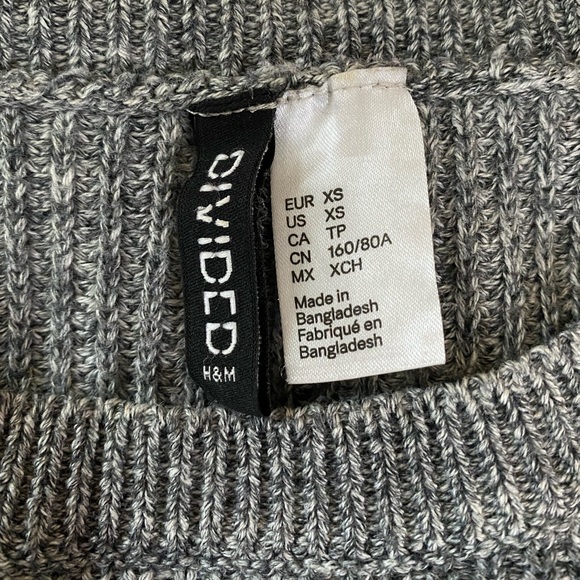 DIVIDED
H&M
EUR XS
US XS
CA TP
CN 160/80A
MX XCH
Made in
Bangladesh
Fabriqué en
Bangladesh